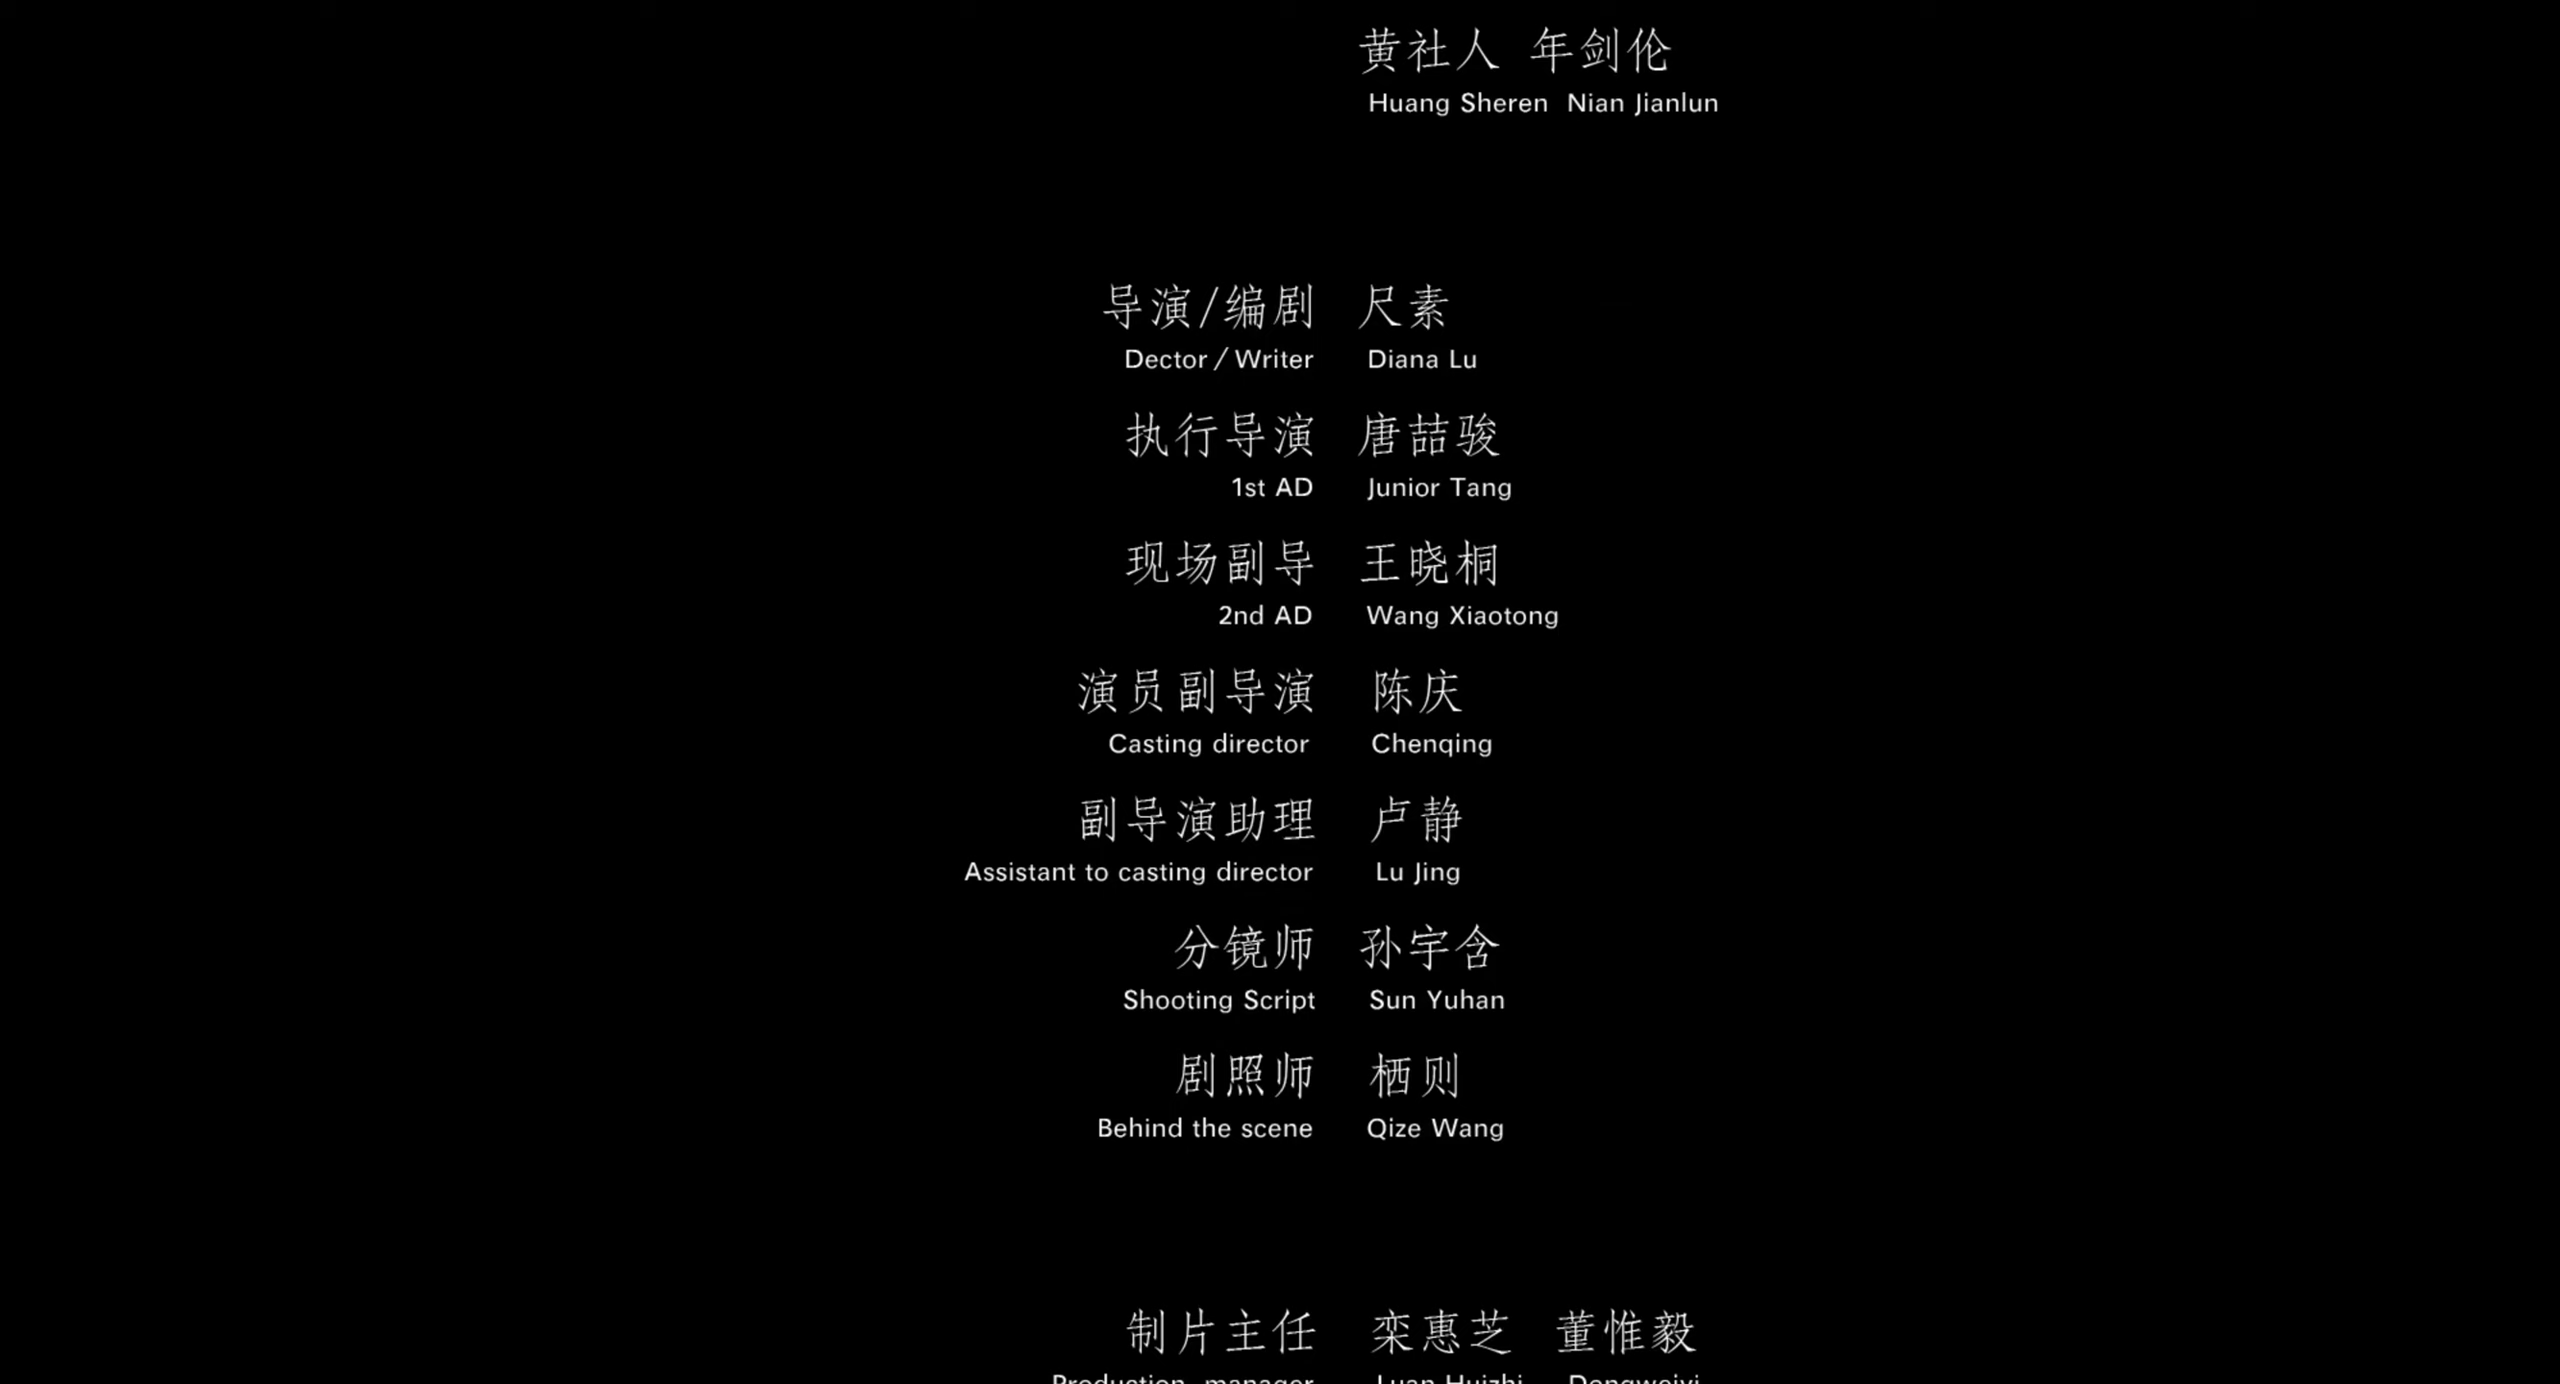 黄社人 年剑伦
Huang Sheren Nian Jianlun
导演/编剧 尺素
Dector / Writer Diana Lu
执行导演 唐喆骏
1st AD Junior Tang
现场副导 王晓桐
2nd AD Wang Xiaotong
演员副导演 陈庆
Casting director Chenqing
副导演助理 卢静
Assistant to casting director Lu Jing
分镜师 孙宇含
Shooting Script Sun Yuhan
剧照师 栖则
Behind the scene Qize Wang
制片主任 栾惠芝 董惟毅
Production manager Luan Huizhi Dongweiyi